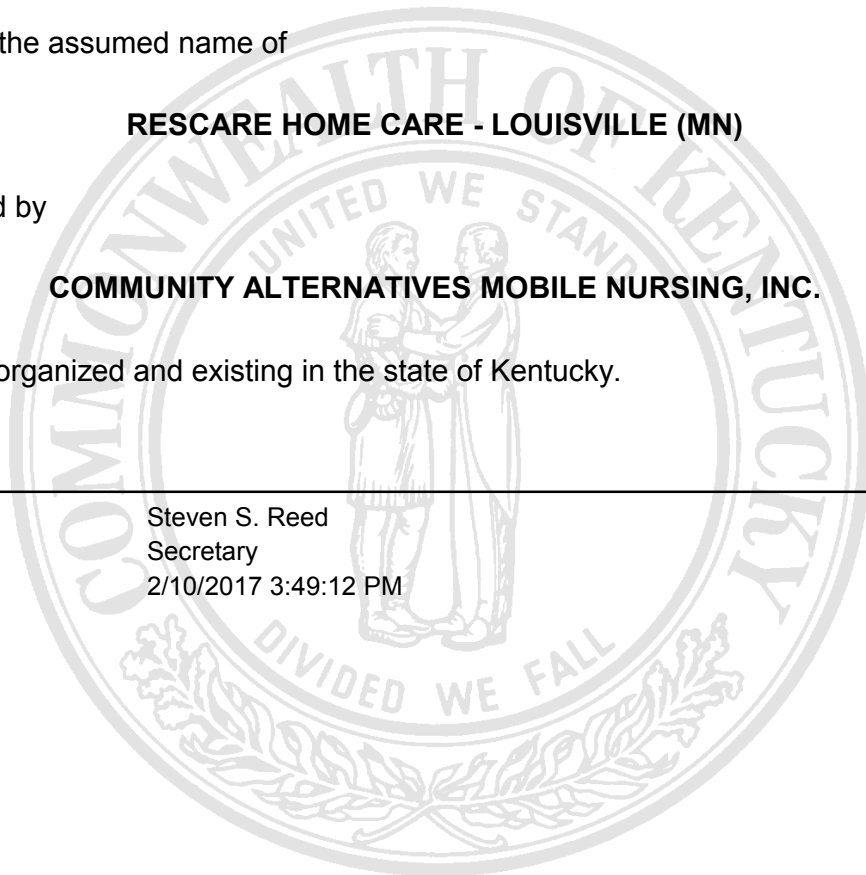 the assumed name of
RESCARE HOME CARE - LOUISVILLE (MN)
d by
COMMUNITY ALTERNATIVES MOBILE NURSING, INC.
organized and existing in the state of Kentucky.
Steven S. Reed
Secretary
2/10/2017 3:49:12 PM
COMMONWEALTH OF KENTUCKY
UNITED WE STAND
DIVIDED WE FALL